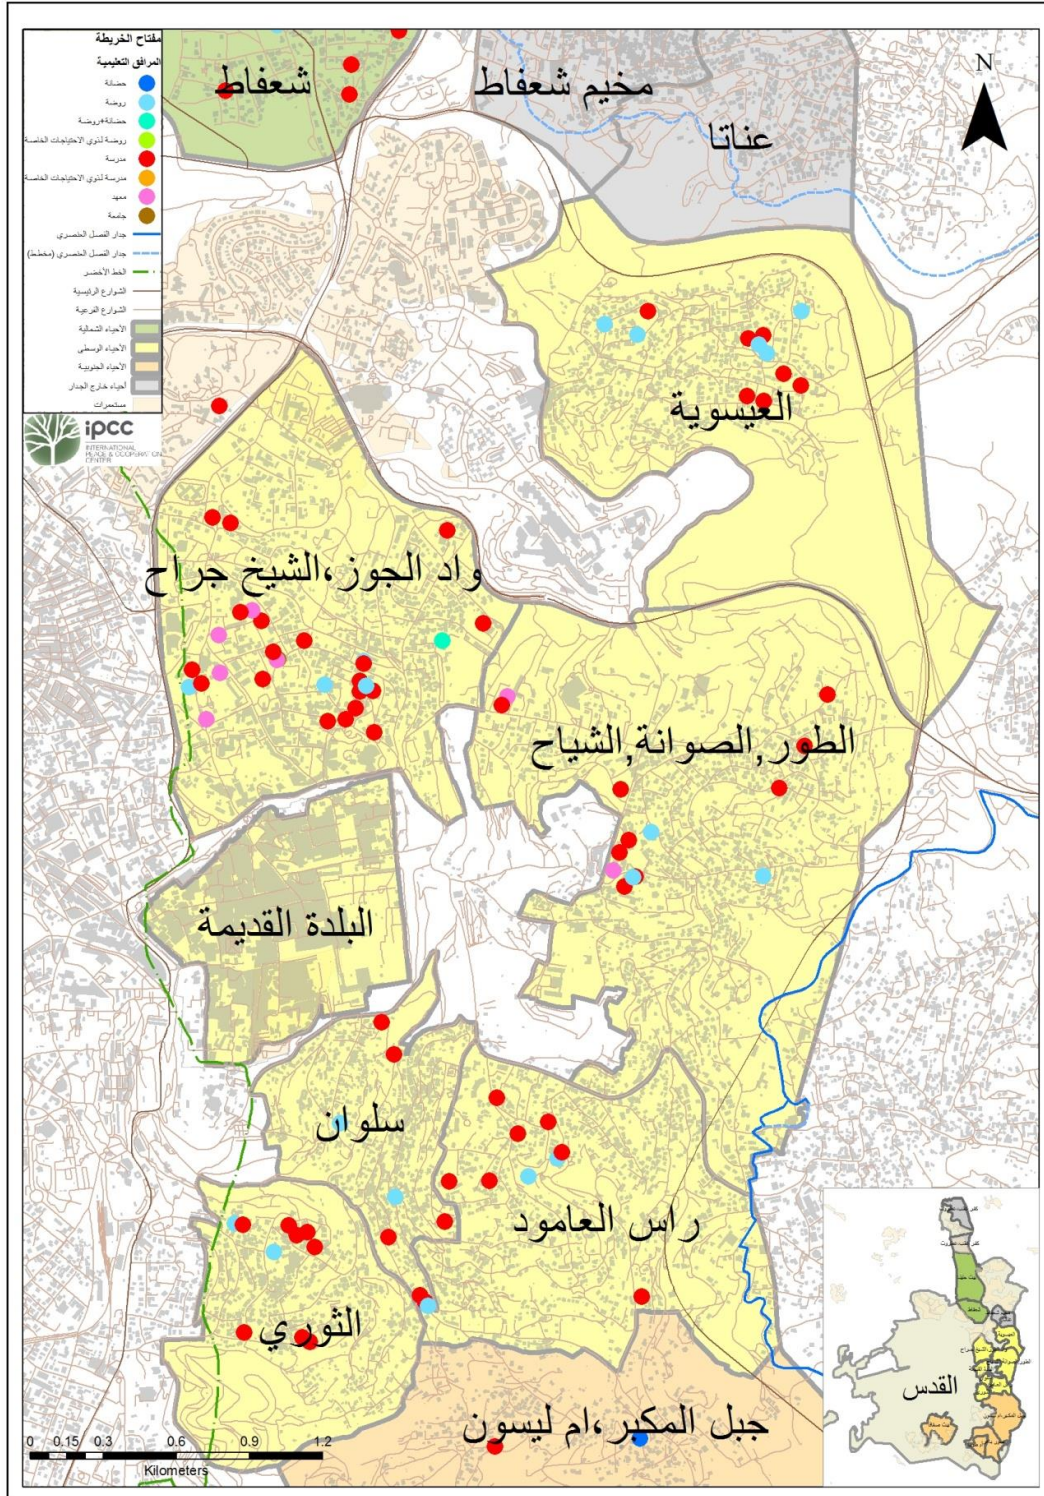 مفتاح الخريطة
المرافق التعليمية
حضانة
روضة
حضانة+روضة
روضة لذوي الاحتياجات الخاصة
مدرسة
مدرسة لذوي الاحتياجات الخاصة
معهد
جامعة
جدار الفصل العنصري
جدار الفصل العنصري (مخطط)
الخط الأخضر
الشوارع الرئيسية
الشوارع الفرعية
الأحياء الشمالية
الأحياء الوسطى
الأحياء الجنوبية
أحياء خارج الجدار
مستعمرات
ipcc
INTERNATIONAL
PEACE & COOPERATION
CENTER
شعفاط
مخيم شعفاط
عناتا
N
العيسوية
واد الجوز،الشيخ جراح
الطور,الصوانة,الشياح
البلدة القديمة
سلوان
راس العامود
الثوري
جبل المكبر،ام ليسون
0 0.15 0.3 0.6 0.9 1.2
Kilometers
القدس